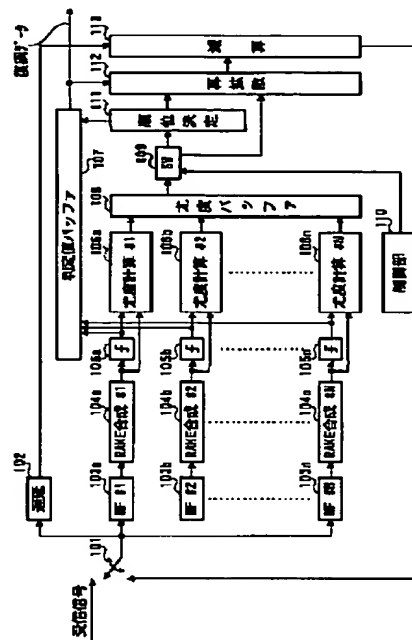 受信信号
101
102
遅延
103a
MF #1
104a
RAKE合成 #1
105a
106a
尤度計算 #1
103b
MF #2
104b
RAKE合成 #2
105b
106b
尤度計算 #2
103n
MF #N
104n
RAKE合成 #N
105n
106n
尤度計算 #N
107
判定値バッファ
108
尤度バッファ
109
SW
110
制御部
111
順位決定
112
再拡散
113
減算
復調データ